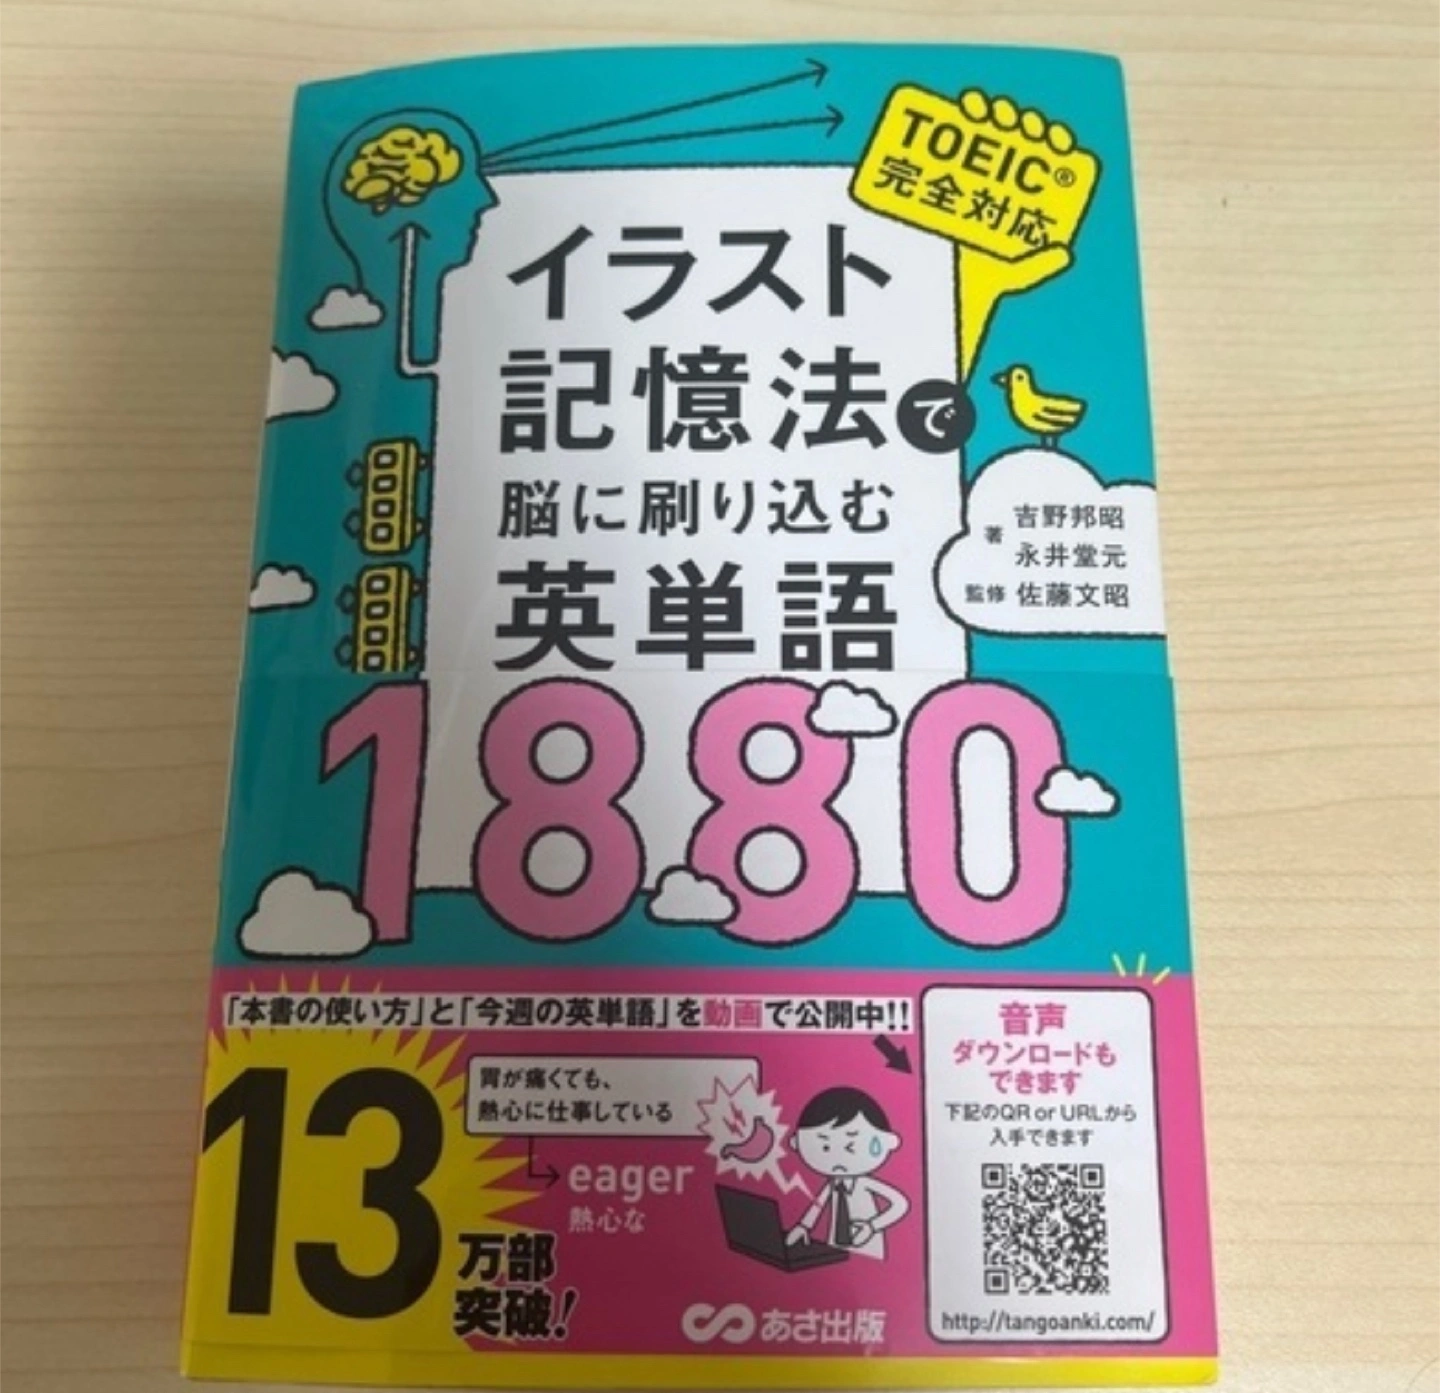 TOEIC®
完全対応
イラスト
記憶法で
脳に刷り込む
英単語
著 吉野邦昭
永井堂元
監修 佐藤文昭
1880
「本書の使い方」と「今週の英単語」を動画で公開中!!
13
万部
突破!
胃が痛くても、
熱心に仕事している
eager
熱心な
あさ出版
音声
ダウンロードも
できます
下記のQR or URLから
入手できます
http://tangoanki.com/